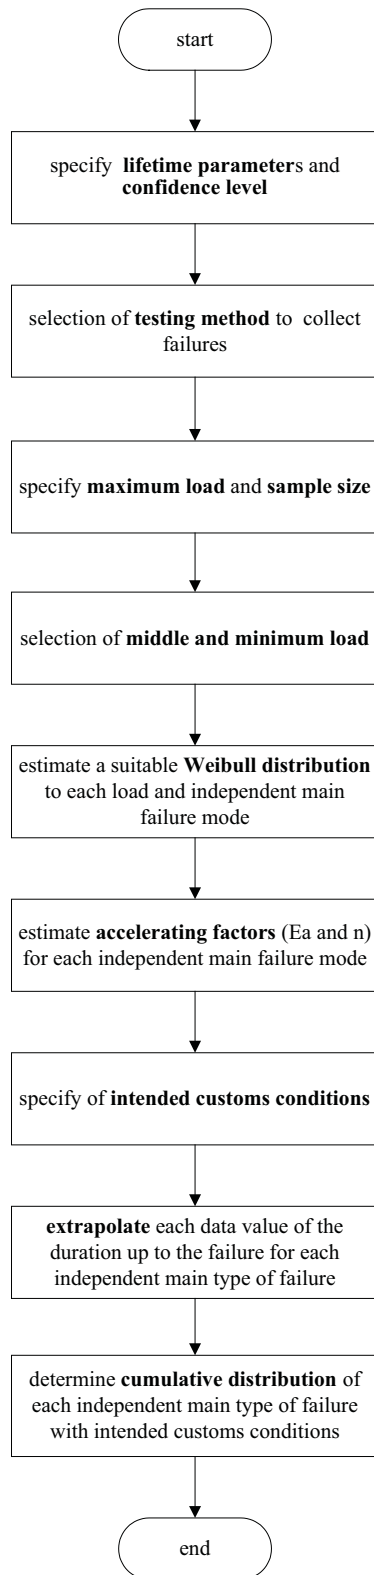 start
specify lifetime parameters and
confidence level
selection of testing method to collect
failures
specify maximum load and sample size
selection of middle and minimum load
estimate a suitable Weibull distribution
to each load and independent main
failure mode
estimate accelerating factors (Ea and n)
for each independent main failure mode
specify of intended customs conditions
extrapolate each data value of the
duration up to the failure for each
independent main type of failure
determine cumulative distribution of
each independent main type of failure
with intended customs conditions
end